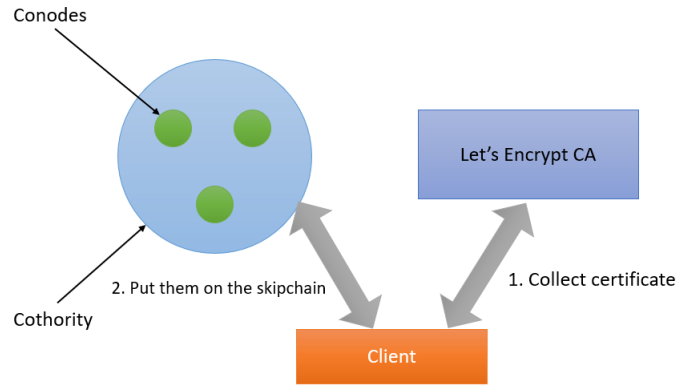 Conodes
Let's Encrypt CA
2. Put them on the skipchain
1. Collect certificate
Cothority
Client